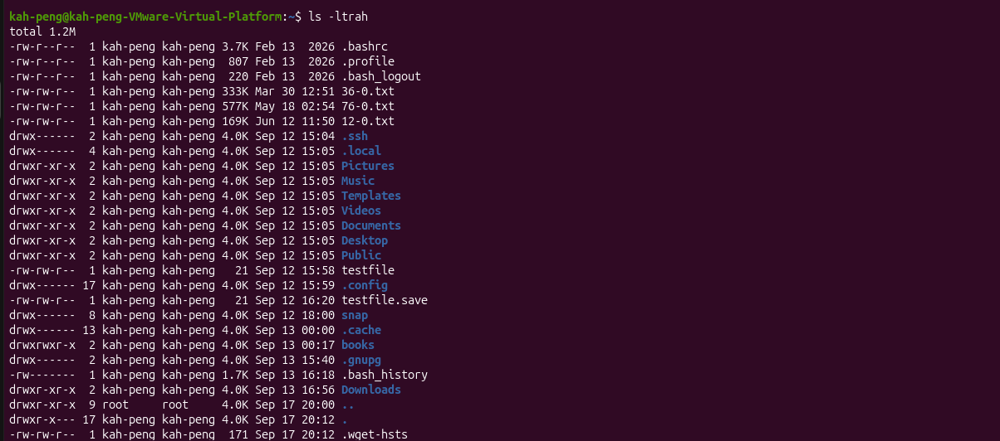 kah-peng@kah-peng-VMware-Virtual-Platform:~$ ls -ltrah
total 1.2M
-rw-r--r--  1 kah-peng kah-peng 3.7K Feb 13  2026 .bashrc
-rw-r--r--  1 kah-peng kah-peng  807 Feb 13  2026 .profile
-rw-r--r--  1 kah-peng kah-peng  220 Feb 13  2026 .bash_logout
-rw-rw-r--  1 kah-peng kah-peng 333K Mar 30 12:51 36-0.txt
-rw-rw-r--  1 kah-peng kah-peng 577K May 18 02:54 76-0.txt
-rw-rw-r--  1 kah-peng kah-peng 169K Jun 12 11:50 12-0.txt
drwx------  2 kah-peng kah-peng 4.0K Sep 12 15:04 .ssh
drwx------  4 kah-peng kah-peng 4.0K Sep 12 15:05 .local
drwxr-xr-x  2 kah-peng kah-peng 4.0K Sep 12 15:05 Pictures
drwxr-xr-x  2 kah-peng kah-peng 4.0K Sep 12 15:05 Music
drwxr-xr-x  2 kah-peng kah-peng 4.0K Sep 12 15:05 Templates
drwxr-xr-x  2 kah-peng kah-peng 4.0K Sep 12 15:05 Videos
drwxr-xr-x  2 kah-peng kah-peng 4.0K Sep 12 15:05 Documents
drwxr-xr-x  2 kah-peng kah-peng 4.0K Sep 12 15:05 Desktop
drwxr-xr-x  2 kah-peng kah-peng 4.0K Sep 12 15:05 Public
-rw-rw-r--  1 kah-peng kah-peng   21 Sep 12 15:58 testfile
drwx------ 17 kah-peng kah-peng 4.0K Sep 12 15:59 .config
-rw-rw-r--  1 kah-peng kah-peng   21 Sep 12 16:20 testfile.save
drwx------  8 kah-peng kah-peng 4.0K Sep 12 18:00 snap
drwx------ 13 kah-peng kah-peng 4.0K Sep 13 00:00 .cache
drwxrwxr-x  2 kah-peng kah-peng 4.0K Sep 13 00:17 books
drwx------  2 kah-peng kah-peng 4.0K Sep 13 15:40 .gnupg
-rw-------  1 kah-peng kah-peng 1.7K Sep 13 16:18 .bash_history
drwxr-xr-x  2 kah-peng kah-peng 4.0K Sep 13 16:56 Downloads
drwxr-xr-x  9 root     root     4.0K Sep 17 20:00 ..
drwxr-x--- 17 kah-peng kah-peng 4.0K Sep 17 20:12 .
-rw-rw-r--  1 kah-peng kah-peng  171 Sep 17 20:12 .wget-hsts